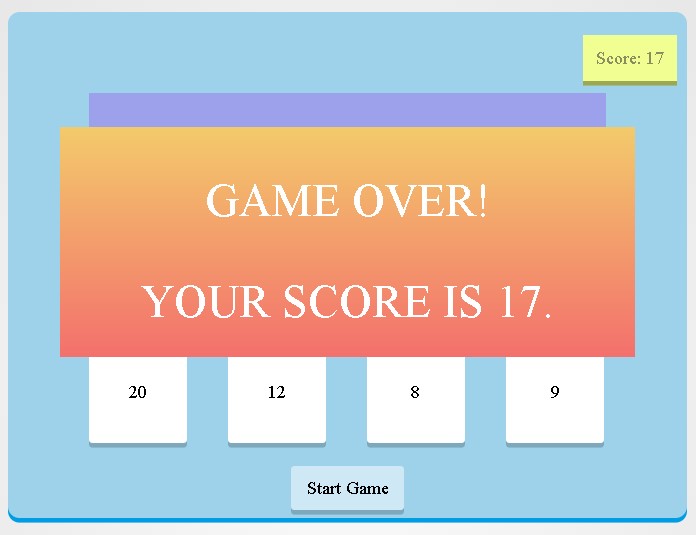 Score: 17
GAME OVER!
YOUR SCORE IS 17.
20 12 8 9
Start Game